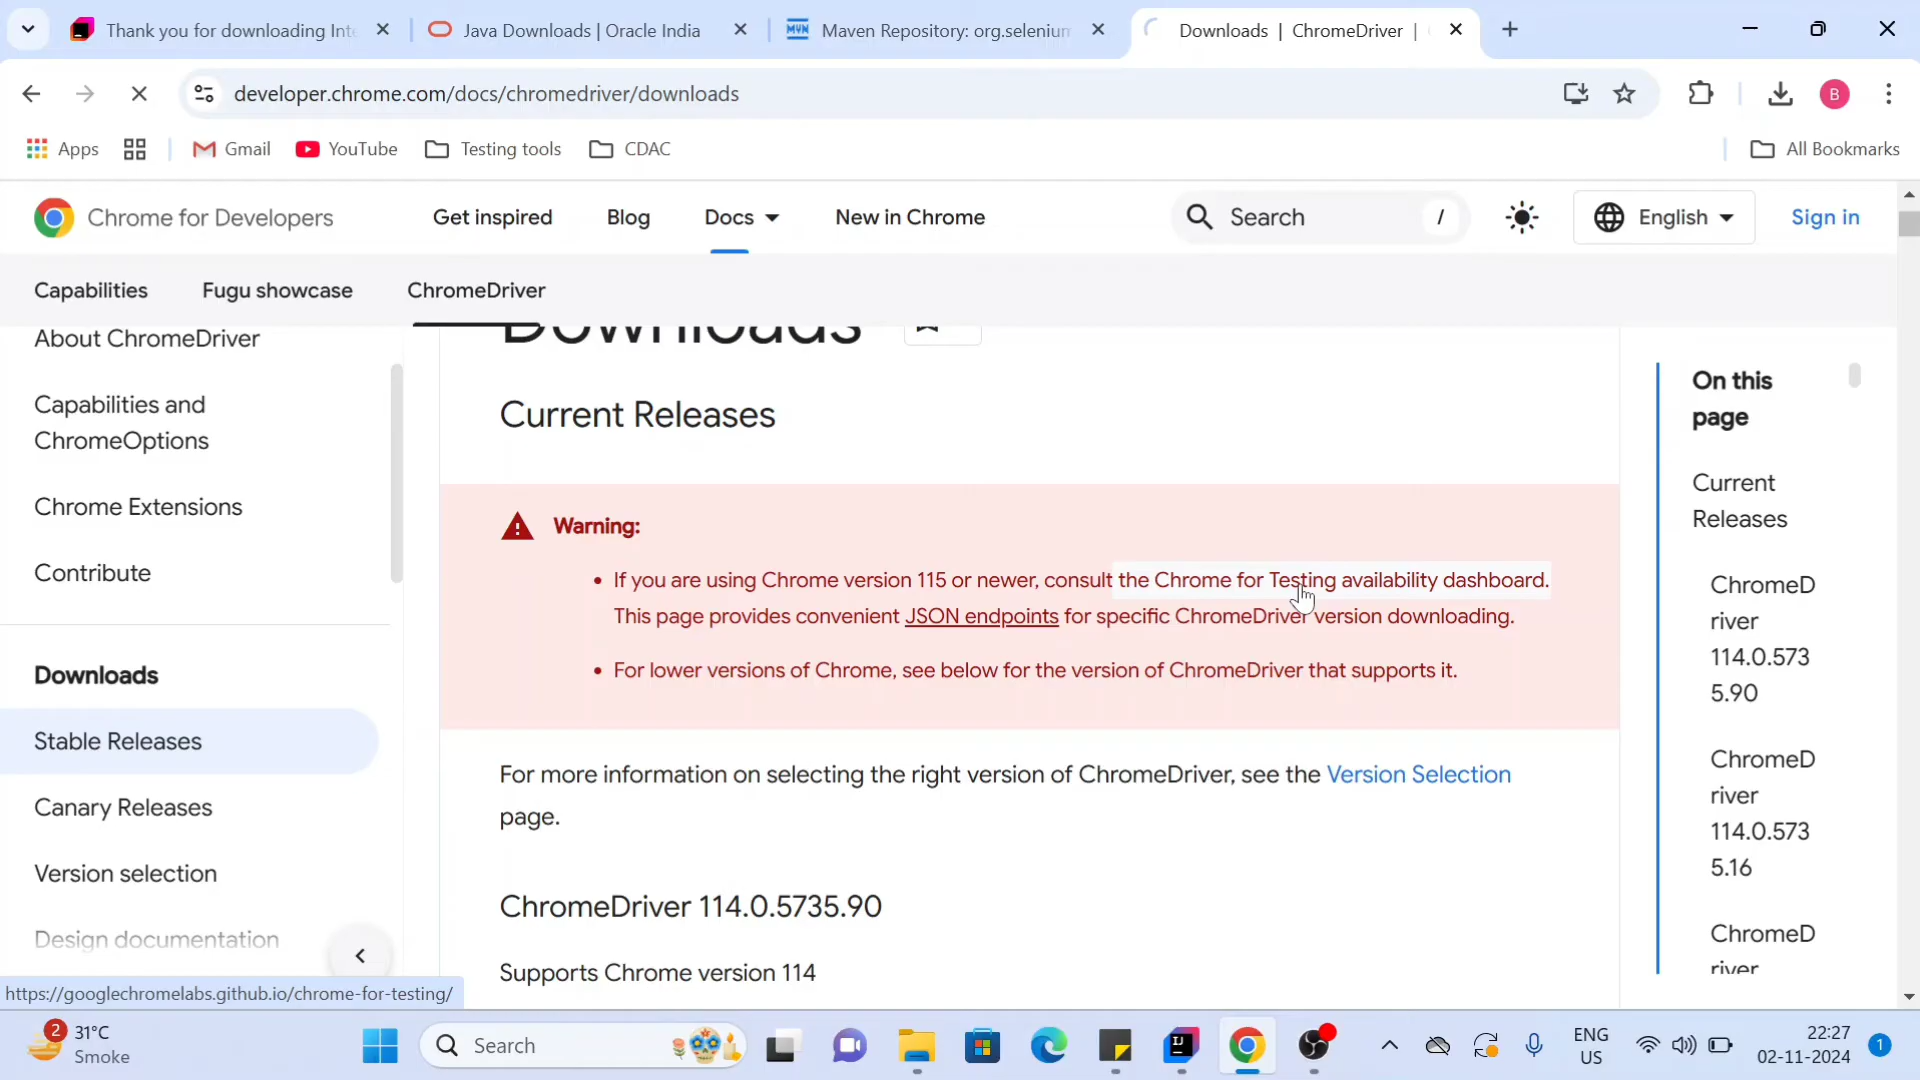 Thank you for downloading Inte
Java Downloads | Oracle India
Maven Repository: org.selenium
Downloads | ChromeDriver |
developer.chrome.com/docs/chromedriver/downloads
B
Apps
Gmail
YouTube
Testing tools
CDAC
All Bookmarks
Chrome for Developers
Get inspired
Blog
Docs
New in Chrome
Search
/
English
Sign in
Capabilities
Fugu showcase
ChromeDriver
About ChromeDriver
Capabilities and
ChromeOptions
Chrome Extensions
Contribute
Downloads
Stable Releases
Canary Releases
Version selection
Design documentation
Downloads
Current Releases
Warning:
• If you are using Chrome version 115 or newer, consult the Chrome for Testing availability dashboard.
This page provides convenient JSON endpoints for specific ChromeDriver version downloading.
• For lower versions of Chrome, see below for the version of ChromeDriver that supports it.
For more information on selecting the right version of ChromeDriver, see the Version Selection
page.
ChromeDriver 114.0.5735.90
Supports Chrome version 114
On this
page
Current
Releases
ChromeD
river
114.0.573
5.90
ChromeD
river
114.0.573
5.16
ChromeD
river
https://googlechromelabs.github.io/chrome-for-testing/
2
31°C
Smoke
Search
IJ
ENG
US
22:27
02-11-2024
1